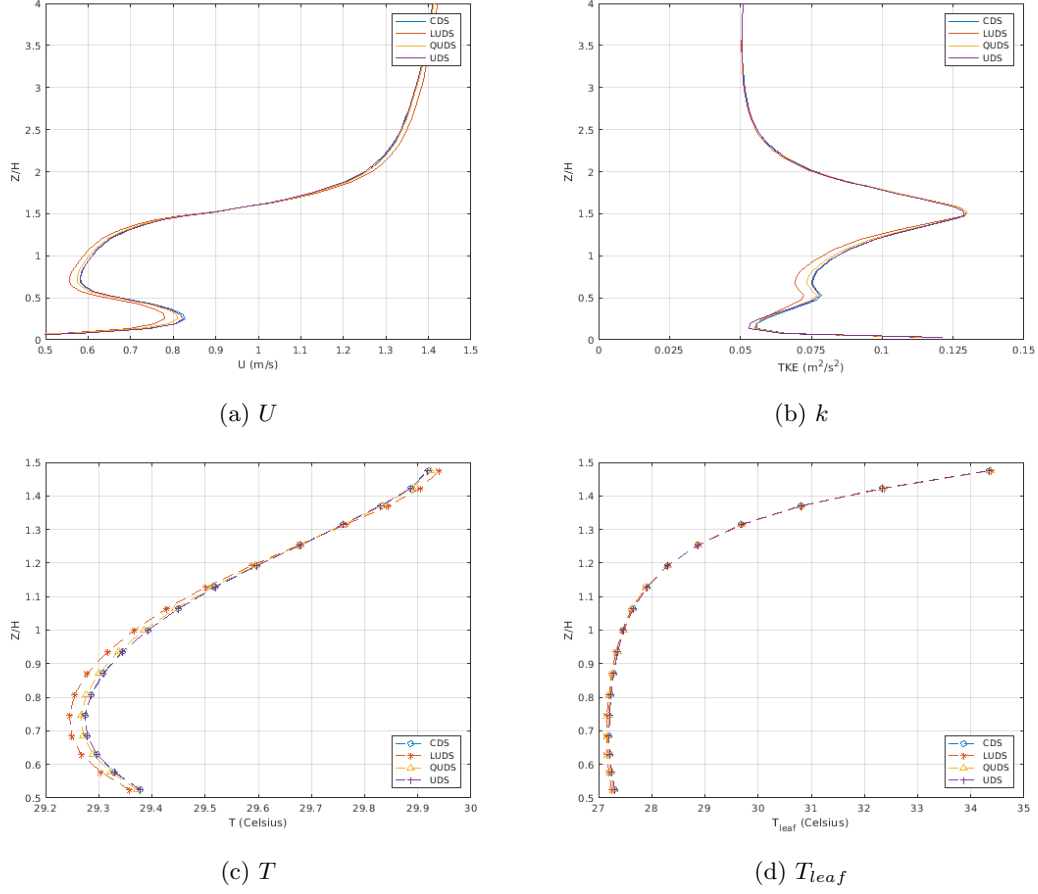 4
3.5
3
2.5
2
1.5
1
0.5
0
Z/H
0.5 0.6 0.7 0.8 0.9 1 1.1 1.2 1.3 1.4 1.5
U (m/s)
CDS
LUDS
QUDS
UDS
(a) U
4
3.5
3
2.5
2
1.5
1
0.5
0
Z/H
0 0.025 0.05 0.075 0.1 0.125 0.15
TKE (m²/s²)
CDS
LUDS
QUDS
UDS
(b) k
1.5
1.4
1.3
1.2
1.1
1
0.9
0.8
0.7
0.6
0.5
Z/H
29.2 29.3 29.4 29.5 29.6 29.7 29.8 29.9 30
T (Celsius)
CDS
LUDS
QUDS
UDS
(c) T
1.5
1.4
1.3
1.2
1.1
1
0.9
0.8
0.7
0.6
0.5
Z/H
27 28 29 30 31 32 33 34 35
T_leaf (Celsius)
CDS
LUDS
QUDS
UDS
(d) T_leaf